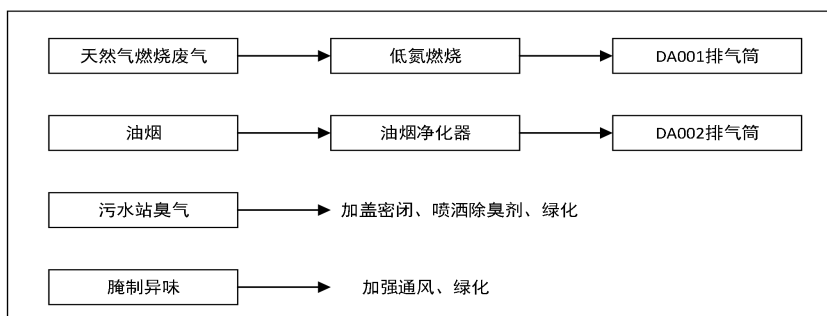 天然气燃烧废气 低氮燃烧 DA001排气筒
油烟 油烟净化器 DA002排气筒
污水站臭气 加盖密闭、喷洒除臭剂、绿化
腌制异味 加强通风、绿化